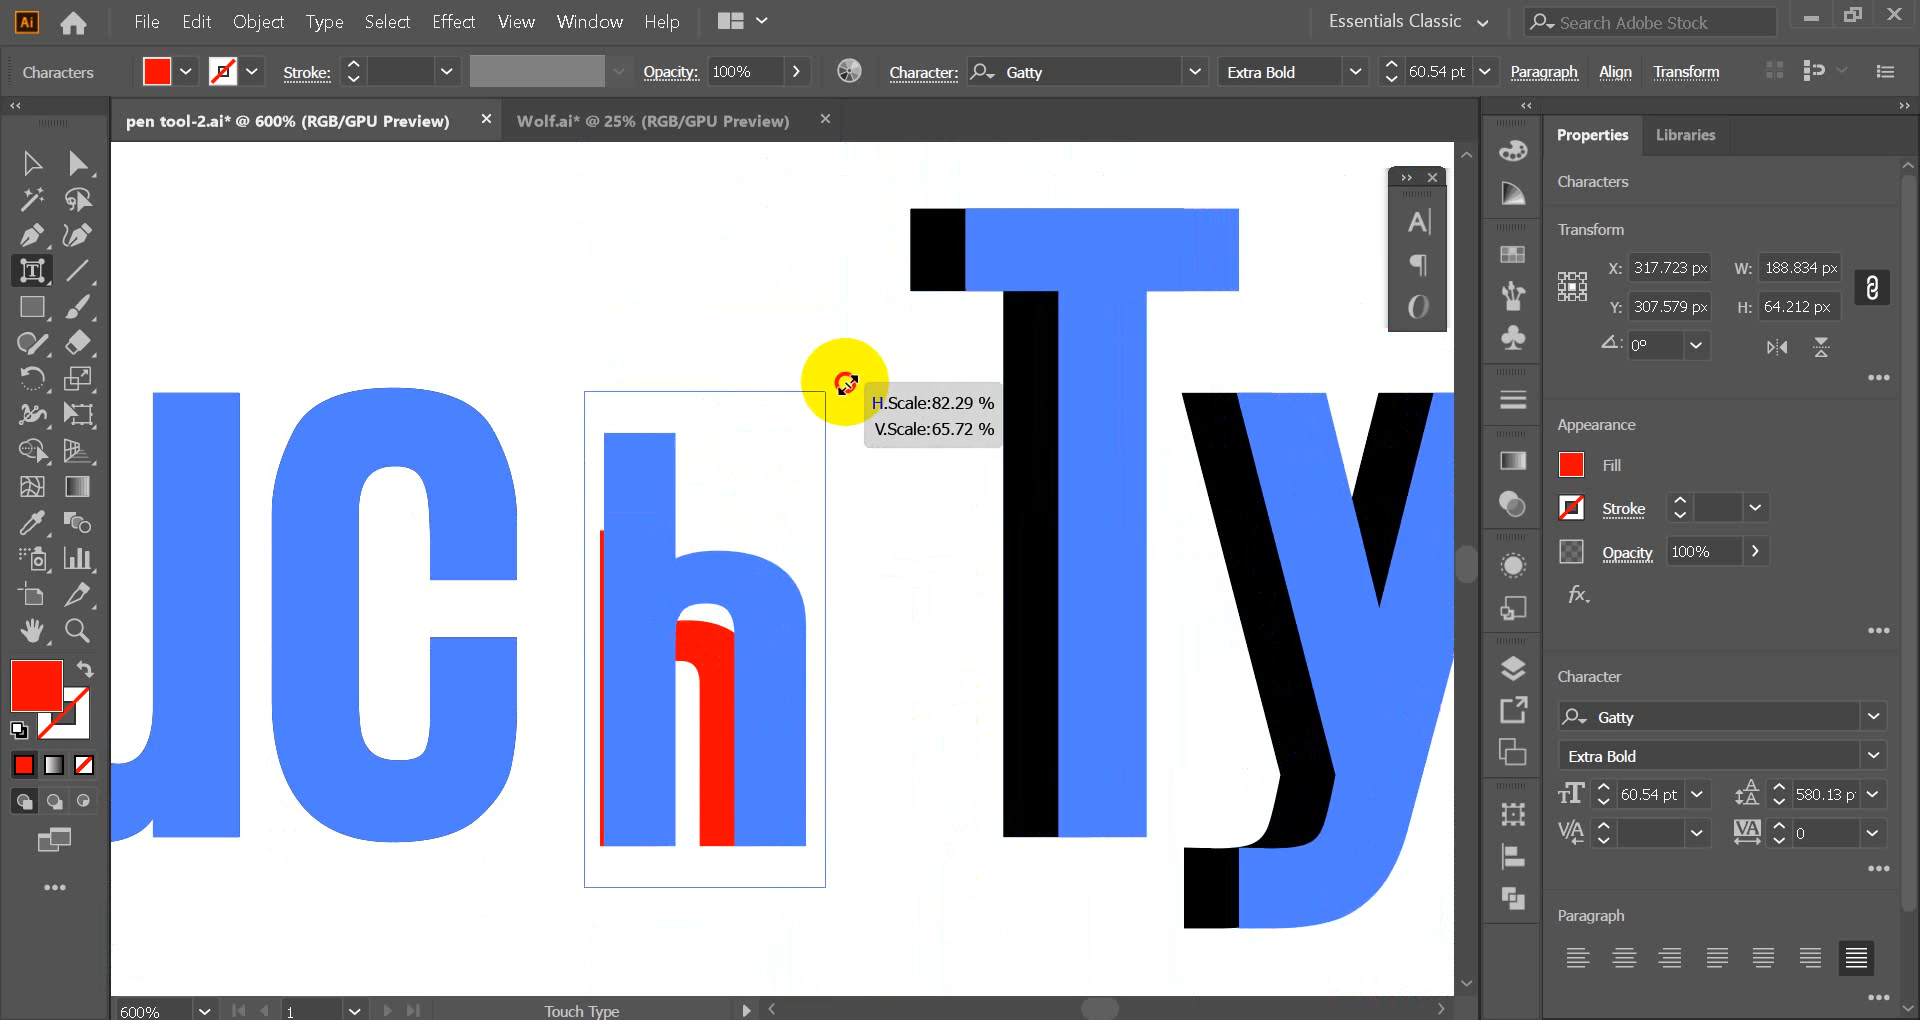 Ai File Edit Object Type Select Effect View Window Help Essentials Classic Search Adobe Stock
Characters Stroke: Opacity: 100% Character: Gatty Extra Bold 60.54 pt Paragraph Align Transform
pen tool-2.ai* @ 600% (RGB/GPU Preview) Wolf.ai* @ 25% (RGB/GPU Preview)
Properties Libraries
Characters
Transform
X: 317.723 px W: 188.834 px
Y: 307.579 px H: 64.212 px
0°
H.Scale:82.29 %
V.Scale:65.72 %
uch Ty
Appearance
Fill
Stroke
Opacity 100%
fx.
Character
Gatty
Extra Bold
60.54 pt 580.13 p
0
Paragraph
600% 1 Touch Type